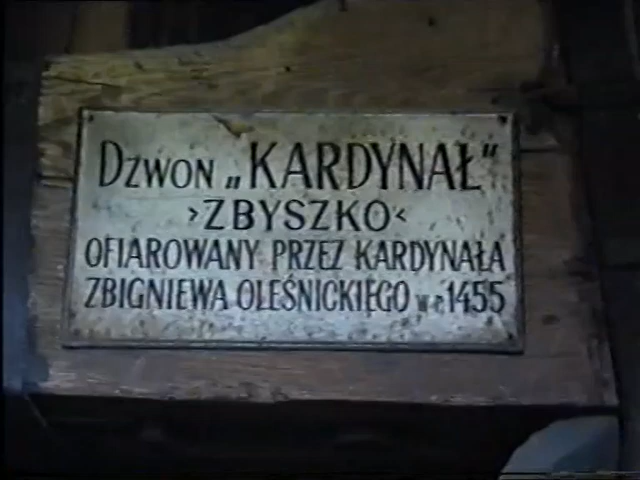 DZWON „KARDYNAŁ”
›ZBYSZKO‹
OFIAROWANY PRZEZ KARDYNAŁA
ZBIGNIEWA OLEŚNICKIEGO w r. 1455